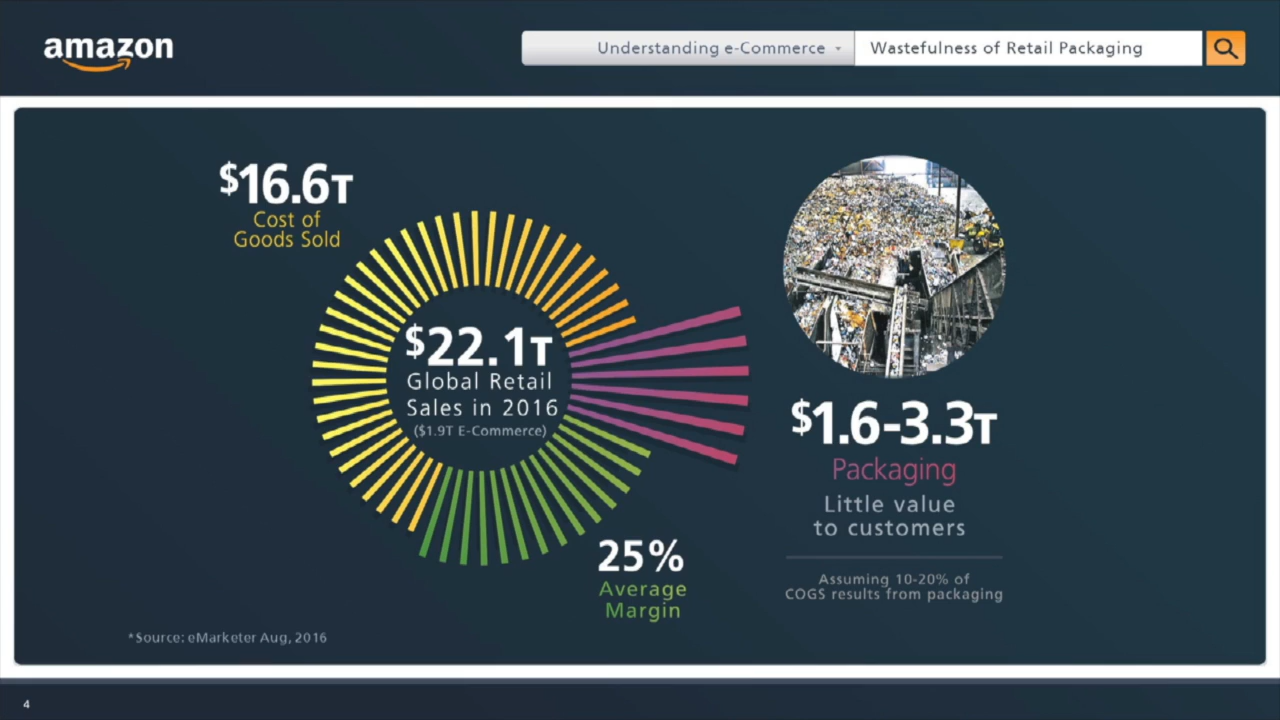 amazon
Understanding e-Commerce
Wastefulness of Retail Packaging
$16.6T
Cost of
Goods Sold
$22.1T
Global Retail
Sales in 2016
($1.9T E-Commerce)
25%
Average
Margin
$1.6-3.3T
Packaging
Little value
to customers
Assuming 10-20% of
COGS results from packaging
*Source: eMarketer Aug, 2016
4